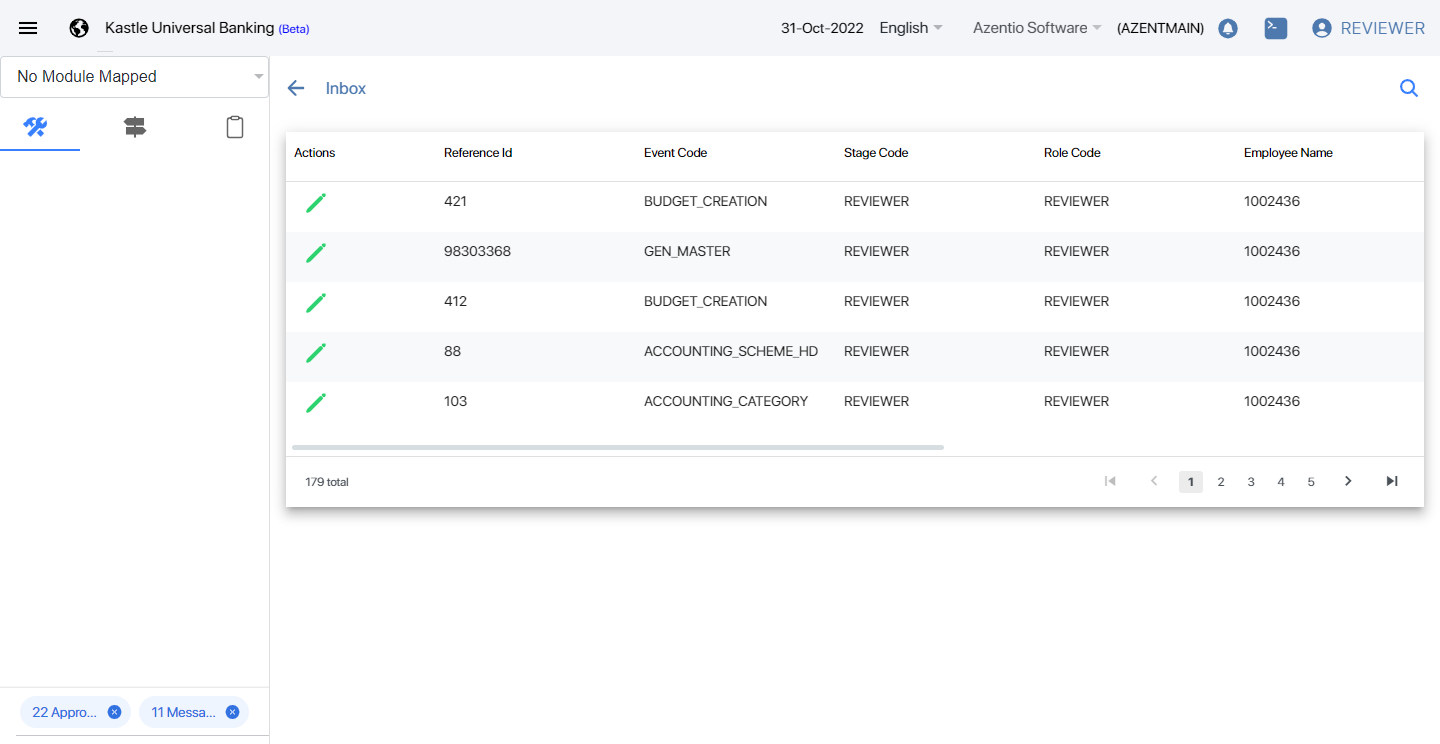 Kastle Universal Banking (Beta) 31-Oct-2022 English Azentio Software (AZENTMAIN) REVIEWER
No Module Mapped
Inbox
Actions Reference Id Event Code Stage Code Role Code Employee Name
421 BUDGET_CREATION REVIEWER REVIEWER 1002436
98303368 GEN_MASTER REVIEWER REVIEWER 1002436
412 BUDGET_CREATION REVIEWER REVIEWER 1002436
88 ACCOUNTING_SCHEME_HD REVIEWER REVIEWER 1002436
103 ACCOUNTING_CATEGORY REVIEWER REVIEWER 1002436
179 total 1 2 3 4 5
22 Appro... 11 Messa...